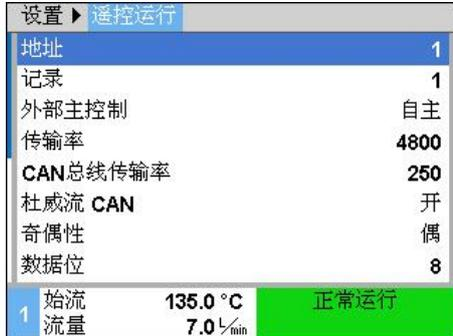 设置 ▶ 遥控运行
地址 1
记录 1
外部主控制 自主
传输率 4800
CAN总线传输率 250
杜威流 CAN 开
奇偶性 偶
数据位 8
1 始流 135.0 °C 正常运行
流量 7.0 L/min